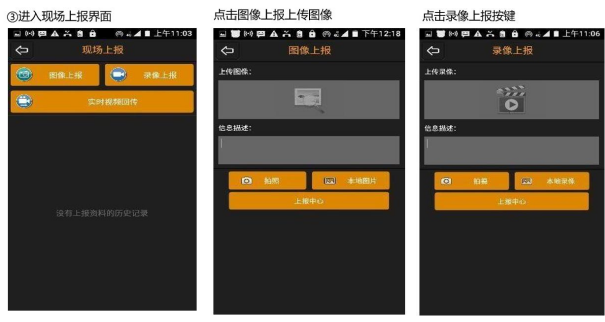 ③进入现场上报界面
上午11:03
现场上报
图像上报
录像上报
实时视频回传
没有上报资料的历史记录
点击图像上报上传图像
下午12:18
图像上报
上传图像：
信息描述：
拍照
本地图片
上报中心
点击录像上报按键
上午11:06
录像上报
上传录像：
信息描述：
拍摄
本地录像
上报中心